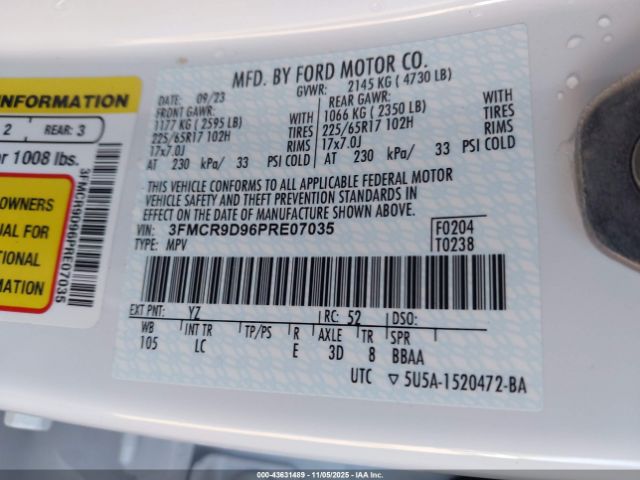 MFD. BY FORD MOTOR CO.
DATE: 09/23 GVWR: 2145 KG ( 4730 LB)
FRONT GAWR: REAR GAWR:
1177 KG ( 2595 LB) WITH 1066 KG ( 2350 LB) WITH
225/65R17 102H TIRES 225/65R17 102H TIRES
17x7.0J RIMS 17x7.0J RIMS
AT 230 kPa/ 33 PSI COLD AT 230 kPa/ 33 PSI COLD
THIS VEHICLE CONFORMS TO ALL APPLICABLE FEDERAL MOTOR
VEHICLE SAFETY AND THEFT PREVENTION STANDARDS IN
EFFECT ON THE DATE OF MANUFACTURE SHOWN ABOVE.
VIN: 3FMCR9D96PRE07035 F0204
TYPE: MPV T0238
EXT PNT: YZ RC: 52 DSO:
WB INT TR TP/PS R AXLE TR SPR
105 LC E 3D 8 BBAA
UTC ▽ 5U5A-1520472-BA
INFORMATION
2 REAR: 3
r 1008 lbs.
OWNERS
UAL FOR
TIONAL
MATION
3FMCR9D96PRE07035
000-43631489 - 11/05/2025 - IAAI.COM